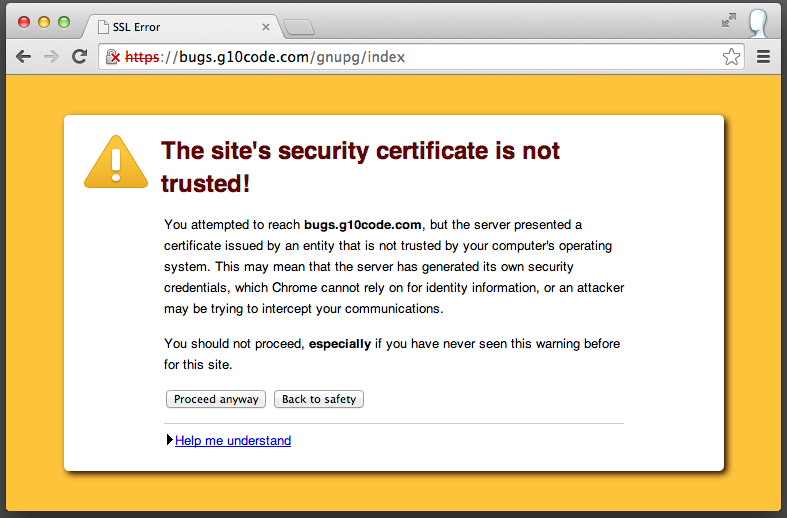 SSL Error
https://bugs.g10code.com/gnupg/index
The site's security certificate is not
trusted!
You attempted to reach bugs.g10code.com, but the server presented a
certificate issued by an entity that is not trusted by your computer's operating
system. This may mean that the server has generated its own security
credentials, which Chrome cannot rely on for identity information, or an attacker
may be trying to intercept your communications.
You should not proceed, especially if you have never seen this warning before
for this site.
Proceed anyway Back to safety
Help me understand